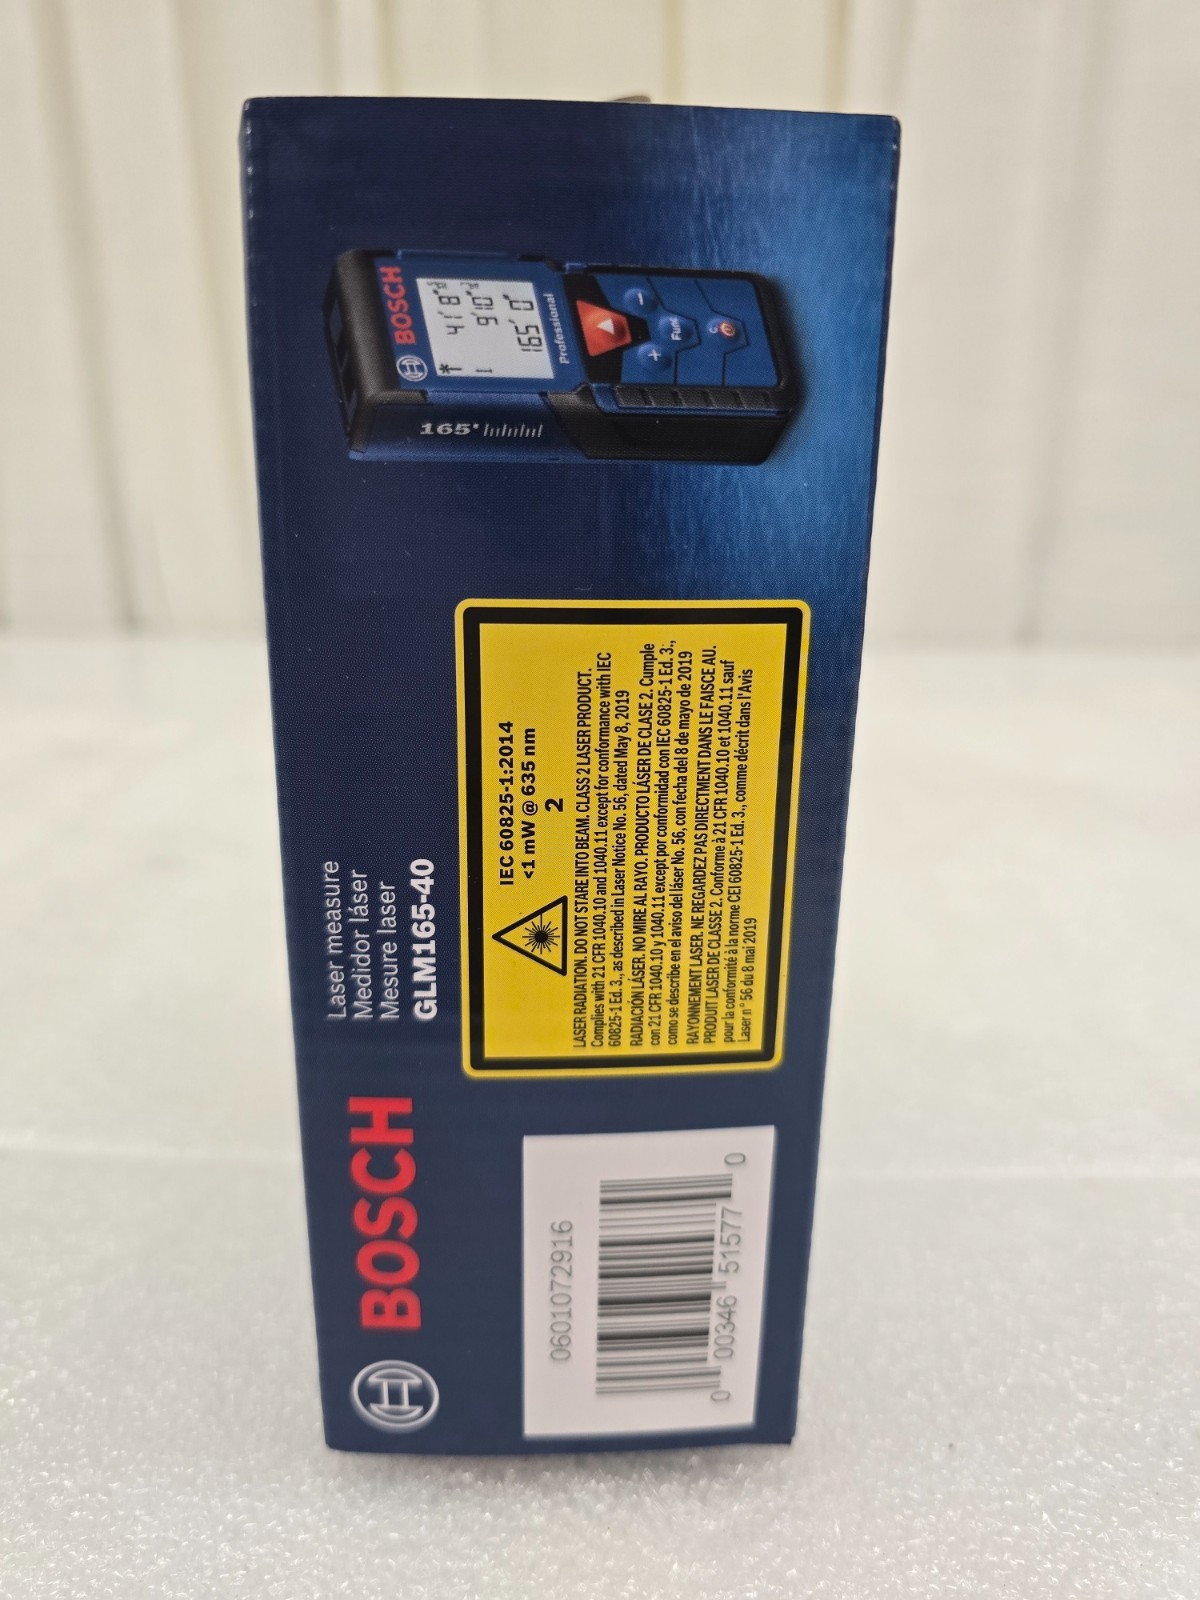 BOSCH
Laser measure
Medidor láser
Mesure laser
GLM165-40
BOSCH
41' 8"
1 9' 10"
165' 0"
Professional
+ Func −
165'
IEC 60825-1:2014
<1 mW @ 635 nm
2
LASER RADIATION. DO NOT STARE INTO BEAM. CLASS 2 LASER PRODUCT.
Complies with 21 CFR 1040.10 and 1040.11 except for conformance with IEC
60825-1 Ed. 3., as described in Laser Notice No. 56, dated May 8, 2019
RADIACIÓN LÁSER. NO MIRE AL RAYO. PRODUCTO LÁSER DE CLASE 2. Cumple
con 21 CFR 1040.10 y 1040.11 except por conformidad con IEC 60825-1 Ed. 3.,
como se describe en el aviso del láser No. 56, con fecha del 8 de mayo de 2019
RAYONNEMENT LASER. NE REGARDEZ PAS DIRECTMENT DANS LE FAISCE AU.
PRODUIT LASER DE CLASSE 2. Conforme à 21 CFR 1040.10 et 1040.11 sauf
pour la conformité à la norme CEI 60825-1 Ed. 3., comme décrit dans l'Avis
Laser n° 56 du 8 mai 2019
0601072916
0 00346 51577 0